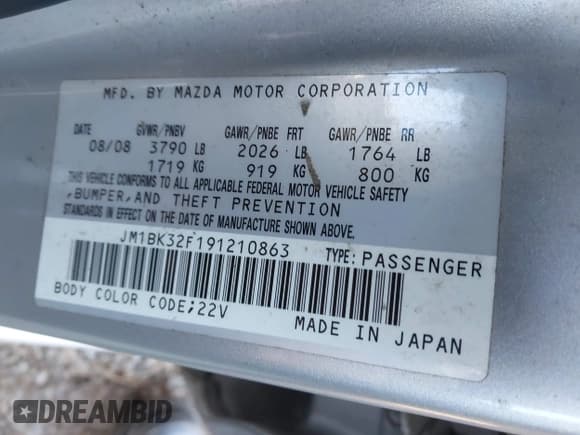 MFD. BY MAZDA MOTOR CORPORATION
DATE GVWR/PNBV GAWR/PNBE FRT GAWR/PNBE RR
08/08 3790 LB 2026 LB 1764 LB
1719 KG 919 KG 800 KG
THIS VEHICLE CONFORMS TO ALL APPLICABLE FEDERAL MOTOR VEHICLE SAFETY
,BUMPER,AND THEFT PREVENTION
STANDARDS IN EFFECT ON THE DATE OF MANUFACTURE SHOWN ABOVE.
JM1BK32F191210863 TYPE:PASSENGER
BODY COLOR CODE;22V
MADE IN JAPAN
DREAMBID